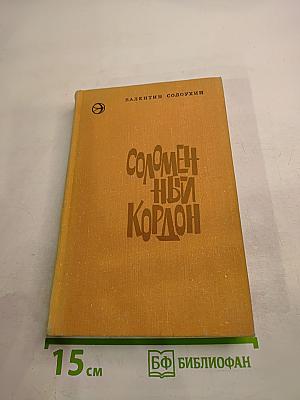 ВАЛЕНТИН СОЛОУХИН
СОЛОМЕН
НЫЙ
КОРДОН
15 см
БФ БИБЛИОФАН